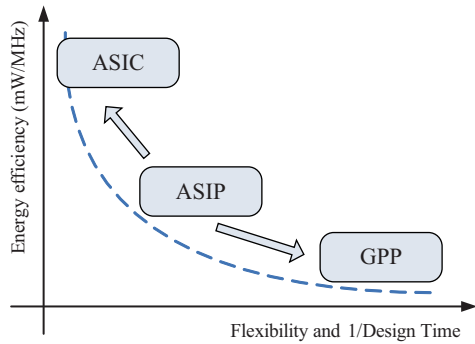 Energy efficiency (mW/MHz)
ASIC
ASIP
GPP
Flexibility and 1/Design Time